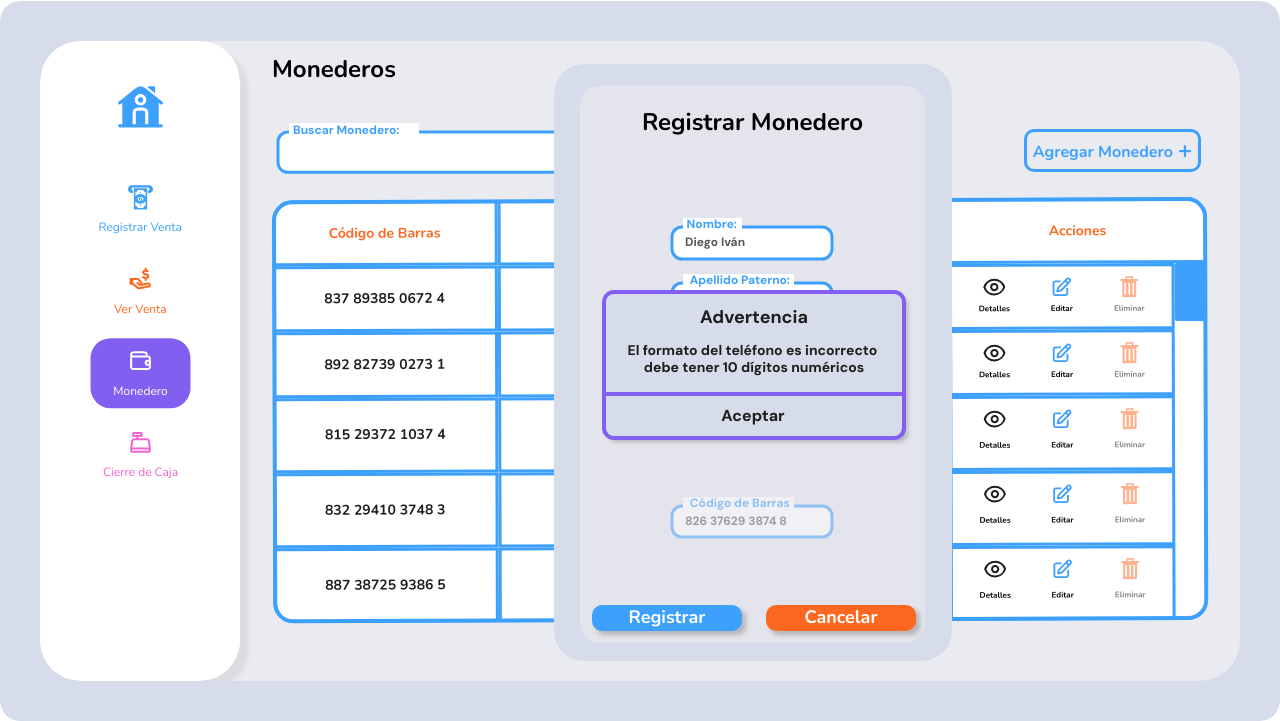 Monederos
Registrar Venta
Ver Venta
Monedero
Cierre de Caja
Buscar Monedero:
Agregar Monedero +
Código de Barras
Acciones
837 89385 0672 4
Detalles Editar Eliminar
892 82739 0273 1
Detalles Editar Eliminar
815 29372 1037 4
Detalles Editar Eliminar
832 29410 3748 3
Detalles Editar Eliminar
887 38725 9386 5
Detalles Editar Eliminar
Registrar Monedero
Nombre:
Diego Iván
Apellido Paterno:
Advertencia
El formato del teléfono es incorrecto
debe tener 10 dígitos numéricos
Aceptar
Código de Barras
826 37629 3874 8
Registrar Cancelar